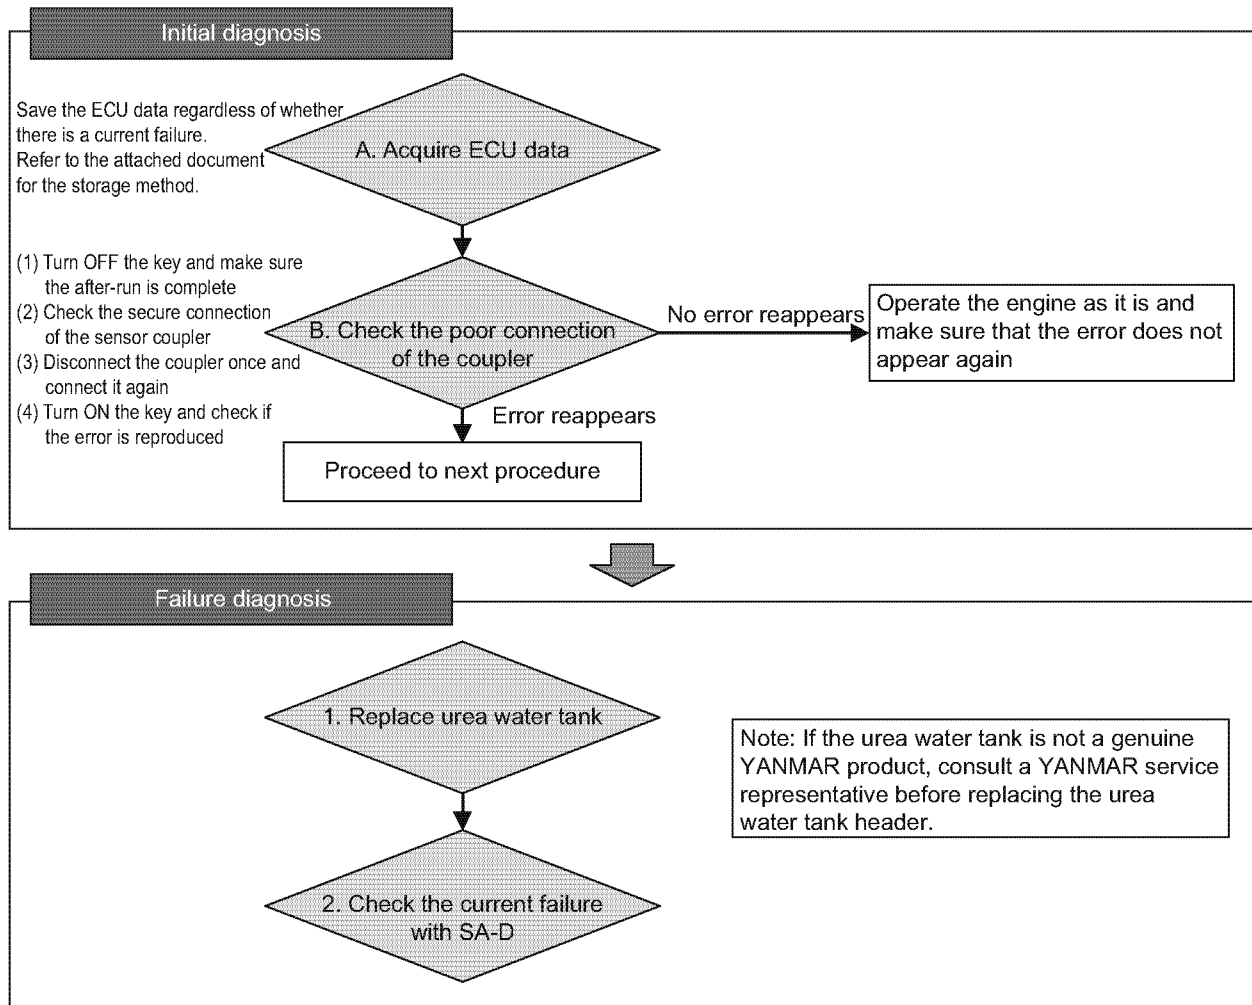 Initial diagnosis
Save the ECU data regardless of whether
there is a current failure.
Refer to the attached document
for the storage method.
A. Acquire ECU data
(1) Turn OFF the key and make sure
the after-run is complete
(2) Check the secure connection
of the sensor coupler
(3) Disconnect the coupler once and
connect it again
(4) Turn ON the key and check if
the error is reproduced
B. Check the poor connection
of the coupler
No error reappears
Operate the engine as it is and
make sure that the error does not
appear again
Error reappears
Proceed to next procedure
Failure diagnosis
1. Replace urea water tank
Note: If the urea water tank is not a genuine
YANMAR product, consult a YANMAR service
representative before replacing the urea
water tank header.
2. Check the current failure
with SA-D